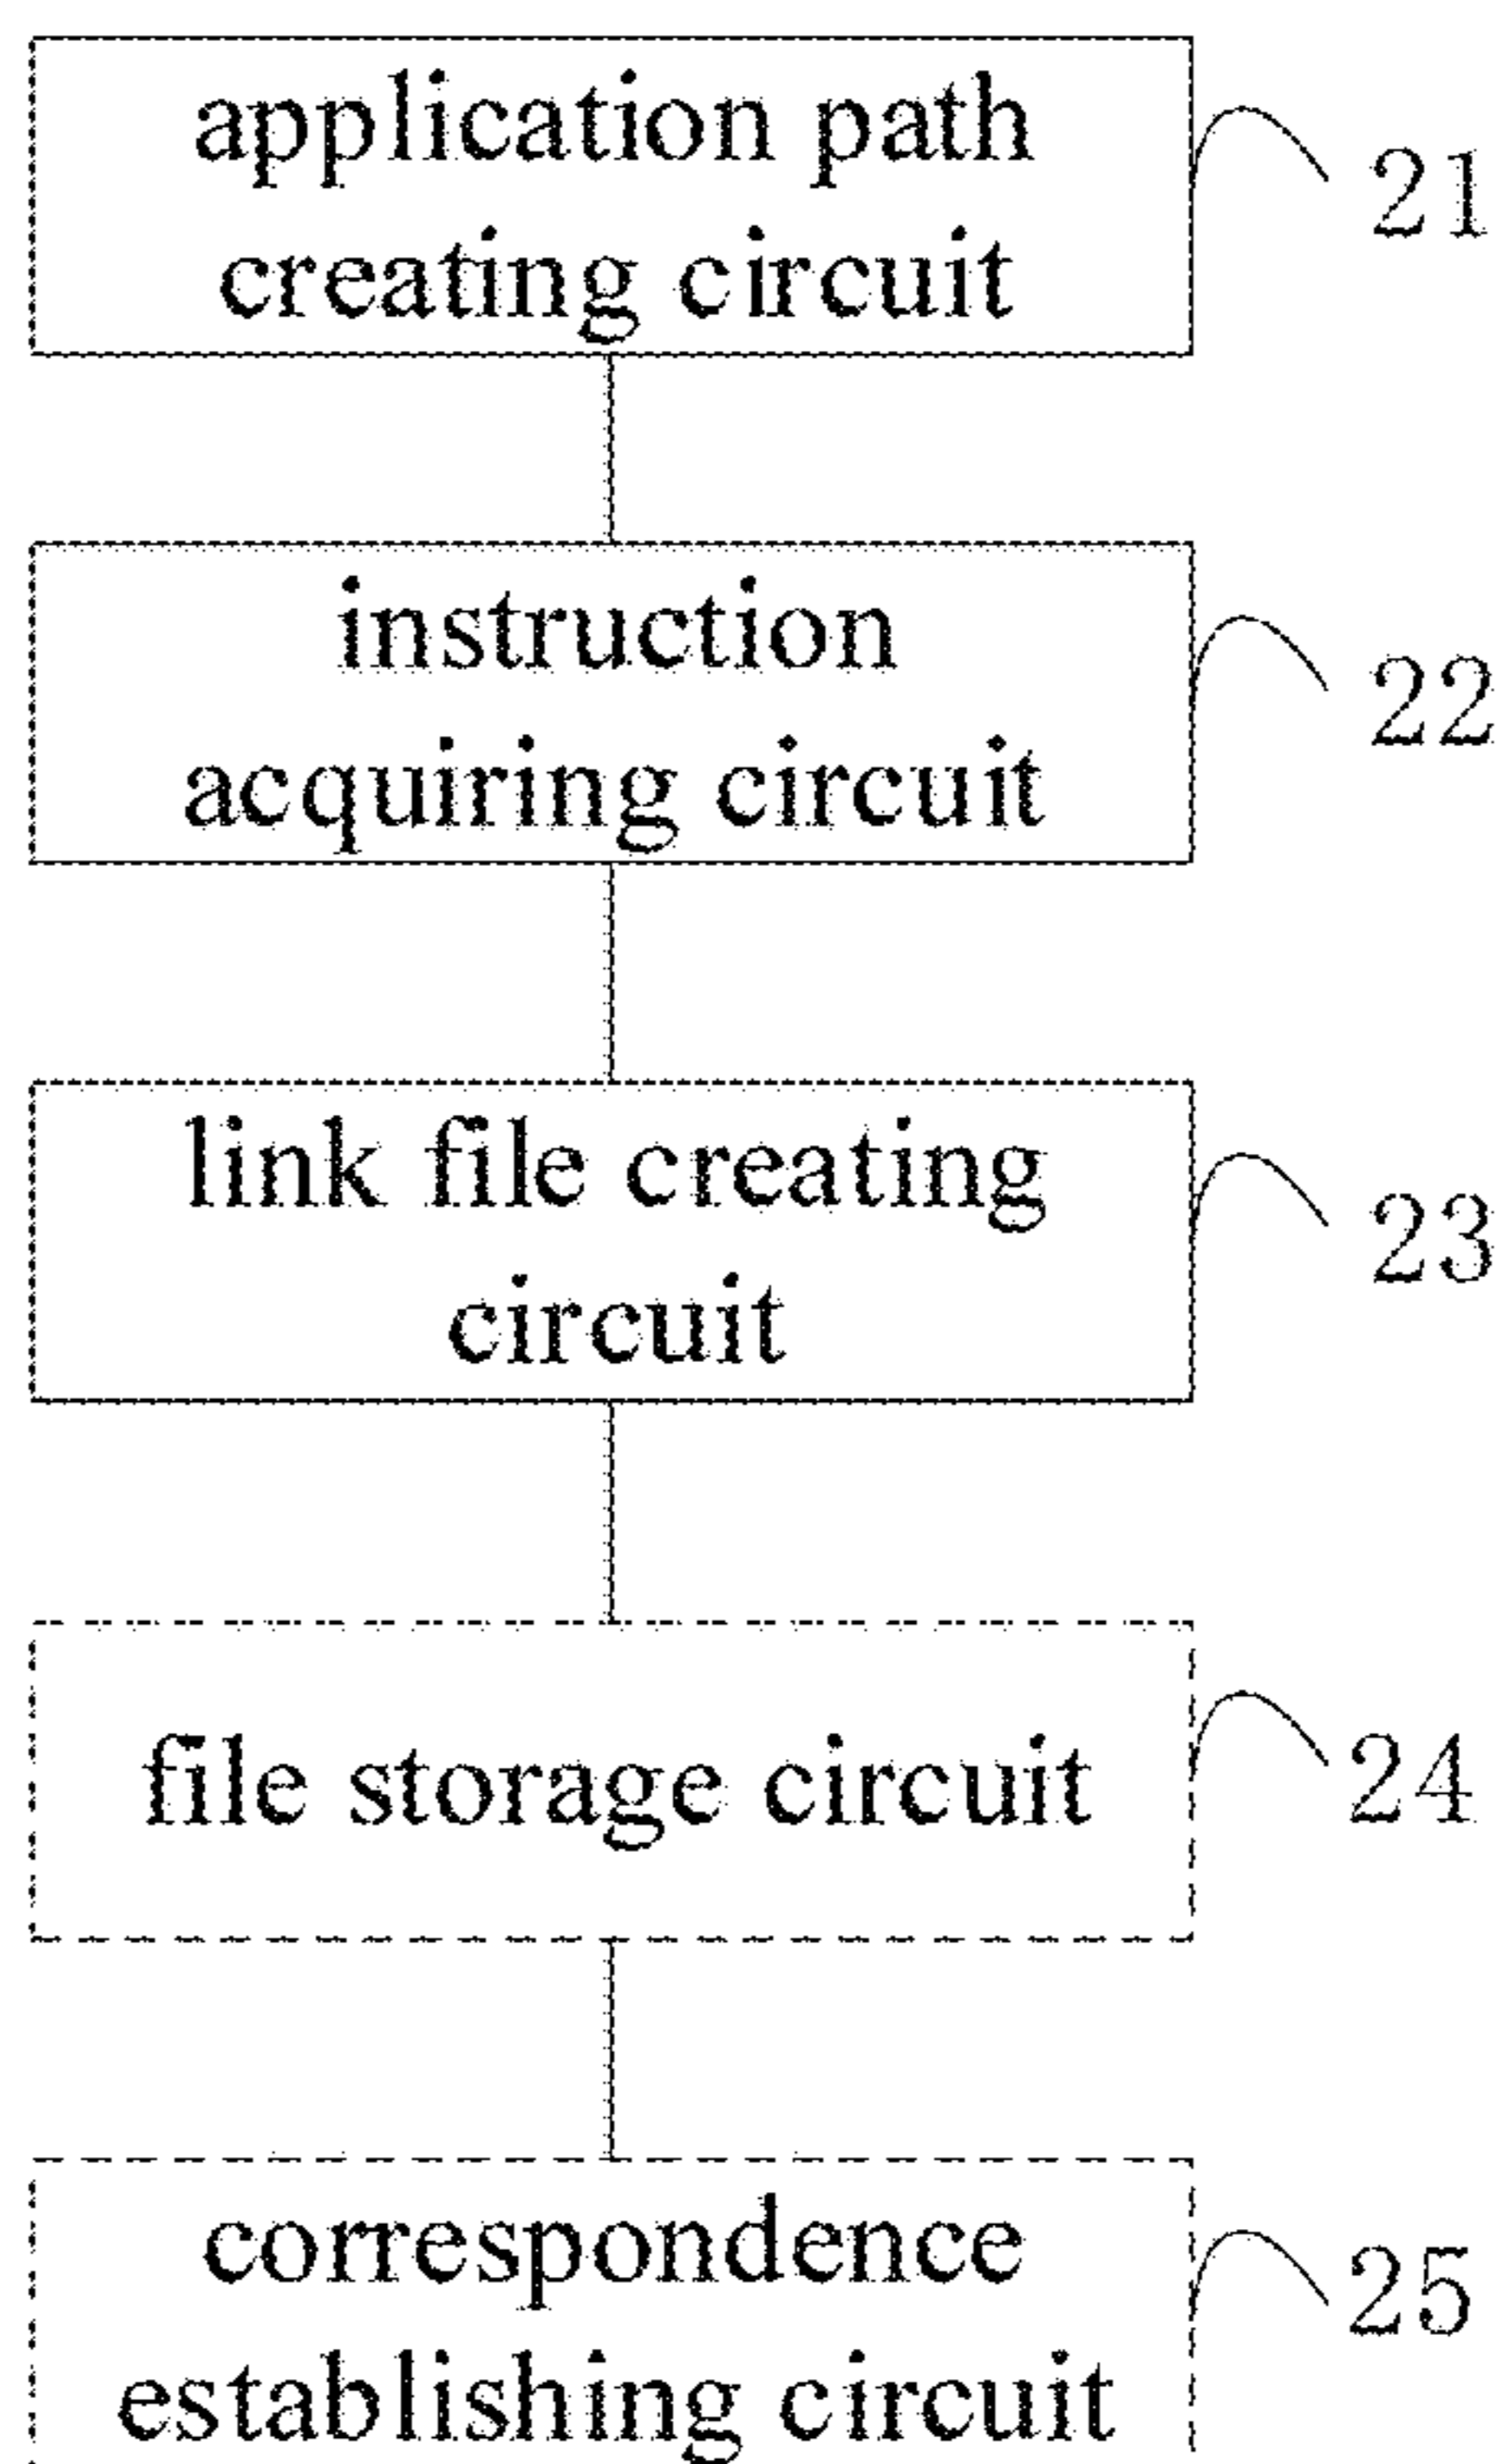 application path
creating circuit
21
instruction
acquiring circuit
22
link file creating
circuit
23
file storage circuit
24
correspondence
establishing circuit
25